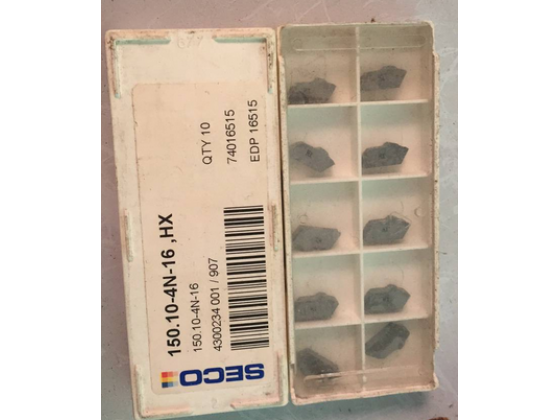 SECO
150.10-4N-16 ,HX
150.10-4N-16
4300234 001 / 907
QTY 10
74016515
EDP 16515